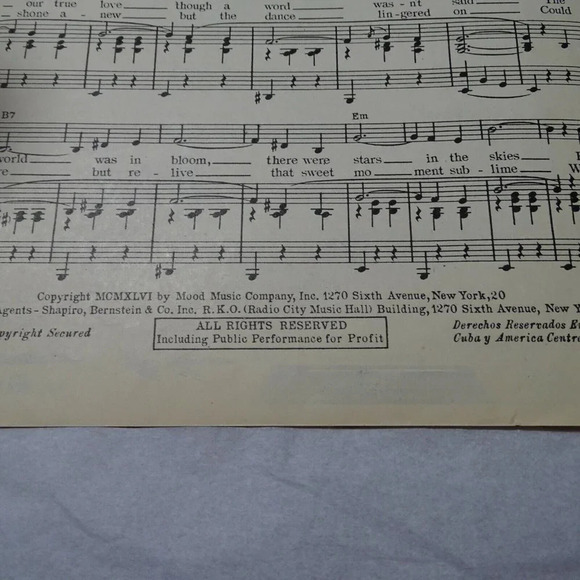 our true love though a word was - n't said
shone a - new but the dance lin - gered on Could
B7 Em
world was in bloom, there were stars in the skies
but re - live that sweet mo - ment sub - lime
Copyright MCMXLVI by Mood Music Company, Inc. 1270 Sixth Avenue, New York, 20
Agents - Shapiro, Bernstein & Co. Inc. R.K.O. (Radio City Music Hall) Building, 1270 Sixth Avenue, New
ALL RIGHTS RESERVED
Including Public Performance for Profit
opyright Secured
Derechos Reservados
Cuba y America Centr